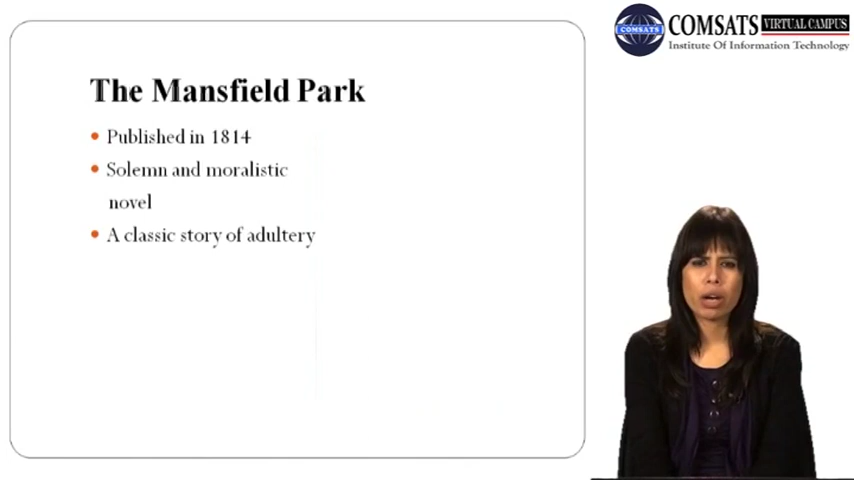 COMSATS
COMSATS VIRTUAL CAMPUS
Institute Of Information Technology
The Mansfield Park
Published in 1814
Solemn and moralistic
novel
A classic story of adultery